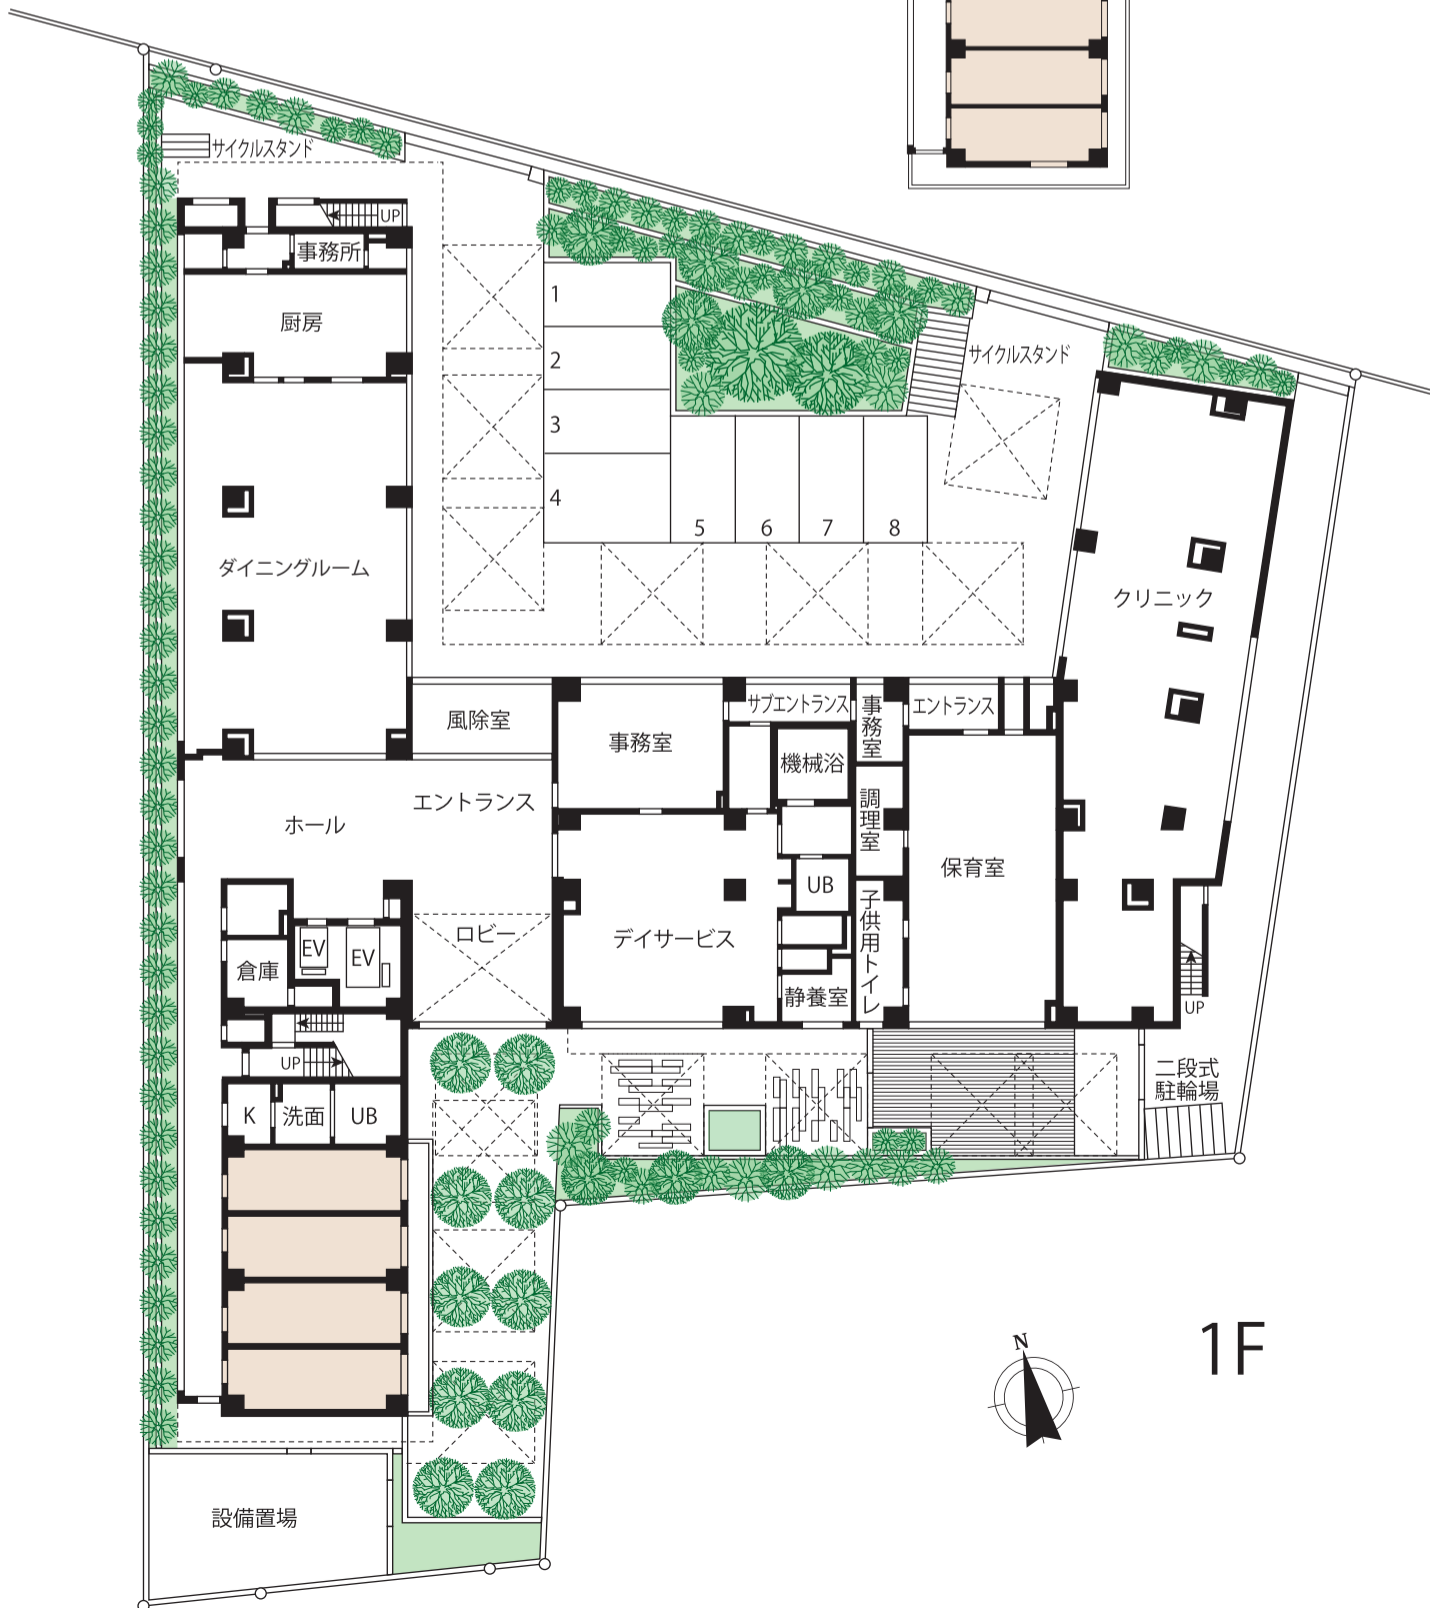 サイクルスタンド
UP
事務所
厨房
1
2
3
4
5
6
7
8
サイクルスタンド
ダイニングルーム
クリニック
風除室
事務室
サブエントランス
事務室
エントランス
機械浴
エントランス
ホール
調理室
保育室
UB
子供用トイレ
ロビー
デイサービス
EV
EV
倉庫
静養室
UP
UP
二段式
駐輪場
K
洗面
UB
N
1F
設備置場